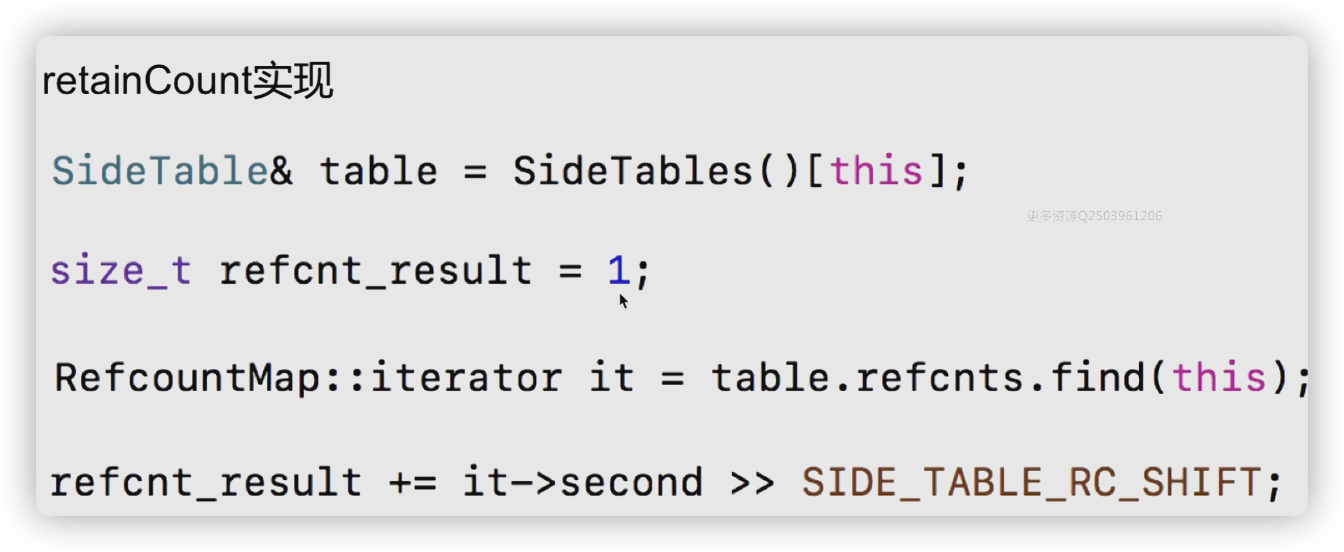 retainCount实现
SideTable& table = SideTables()[this];
更多资源Q2503961206
size_t refcnt_result = 1;
RefcountMap::iterator it = table.refcnts.find(this);
refcnt_result += it->second >> SIDE_TABLE_RC_SHIFT;